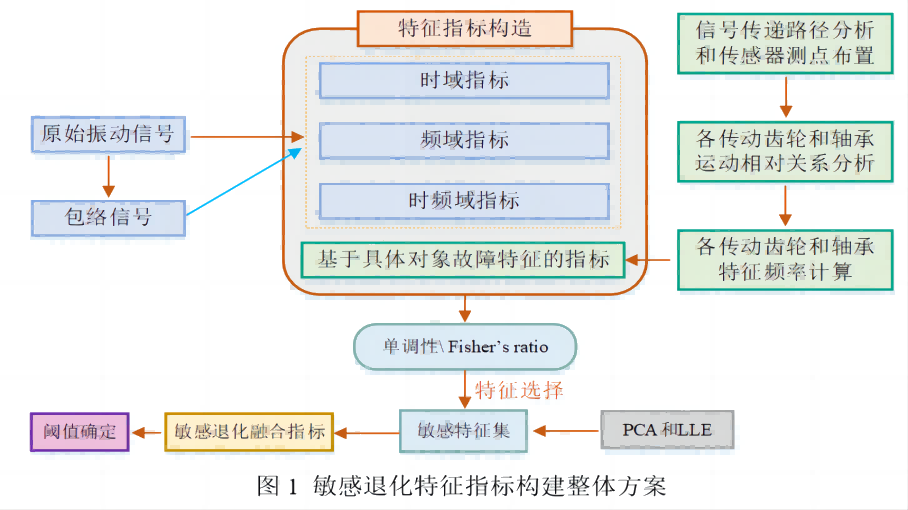 特征指标构造
时域指标
频域指标
时频域指标
基于具体对象故障特征的指标
原始振动信号
包络信号
信号传递路径分析
和传感器测点布置
各传动齿轮和轴承
运动相对关系分析
各传动齿轮和轴承
特征频率计算
单调性\ Fisher’s ratio
特征选择
阈值确定
敏感退化融合指标
敏感特征集
PCA和LLE
图 1 敏感退化特征指标构建整体方案